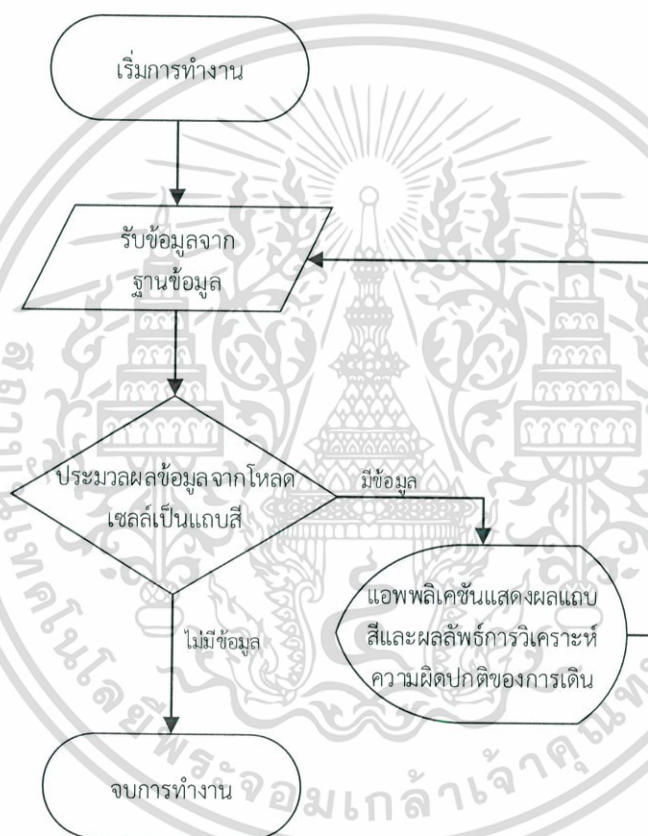 เริ่มการทำงาน
รับข้อมูลจาก
ฐานข้อมูล
ประมวลผลข้อมูลจากโหลด
เซลล์เป็นแถบสี
มีข้อมูล
ไม่มีข้อมูล
แอพพลิเคชันแสดงผลแถบ
สีและผลลัพธ์การวิเคราะห์
ความผิดปกติของการเดิน
จบการทำงาน